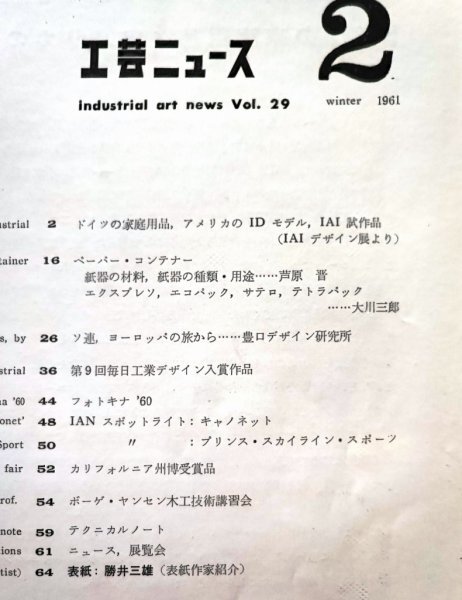 工芸ニュース 2
industrial art news Vol. 29 winter 1961
ustrial 2 ドイツの家庭用品, アメリカの ID モデル, IAI 試作品
(IAI デザイン展より)
tainer 16 ペーパー・コンテナー
紙器の材料, 紙器の種類・用途……芦原 晋
エクスプレソ, エコパック, サテロ, テトラパック
……大川三郎
s, by 26 ソ連, ヨーロッパの旅から……豊口デザイン研究所
ustrial 36 第9回毎日工業デザイン入賞作品
na '60 44 フォトキナ '60
onet' 48 IAN スポットライト: キャノネット
Sport 50 〃 : プリンス・スカイライン・スポーツ
fair 52 カリフォルニア州博受賞品
rof. 54 ボーゲ・ヤンセン木工技術講習会
note 59 テクニカルノート
tions 61 ニュース, 展覧会
tist) 64 表紙: 勝井三雄 (表紙作家紹介)